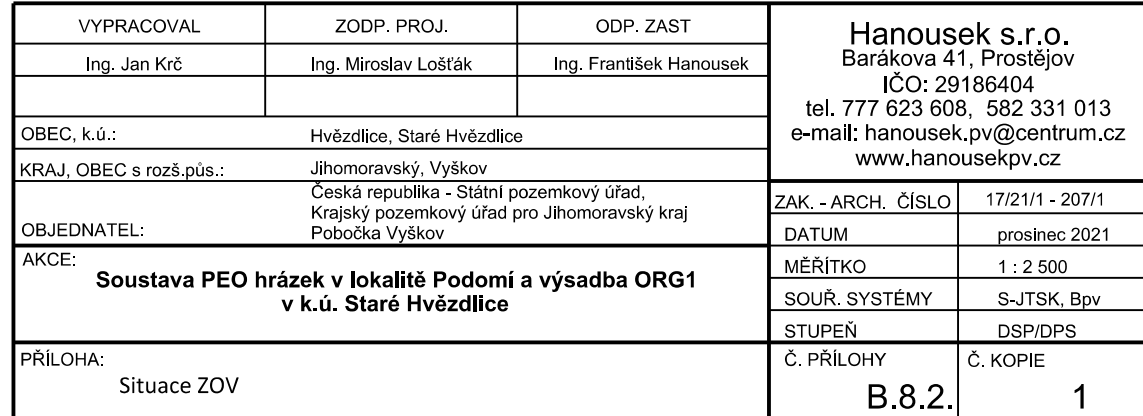 VYPRACOVAL ZODP. PROJ. ODP. ZAST
Ing. Jan Krč Ing. Miroslav Lošťák Ing. František Hanousek
Hanousek s.r.o.
Barákova 41, Prostějov
IČO: 29186404
tel. 777 623 608, 582 331 013
e-mail: hanousek.pv@centrum.cz
www.hanousekpv.cz
OBEC, k.ú.: Hvězdlice, Staré Hvězdlice
KRAJ, OBEC s rozš.půs.: Jihomoravský, Vyškov
Česká republika - Státní pozemkový úřad,
Krajský pozemkový úřad pro Jihomoravský kraj
OBJEDNATEL: Pobočka Vyškov
ZAK. - ARCH. ČÍSLO 17/21/1 - 207/1
DATUM prosinec 2021
MĚŘÍTKO 1 : 2 500
SOUŘ. SYSTÉMY S-JTSK, Bpv
STUPEŇ DSP/DPS
AKCE:
Soustava PEO hrázek v lokalitě Podomí a výsadba ORG1
v k.ú. Staré Hvězdlice
PŘÍLOHA:
Situace ZOV
Č. PŘÍLOHY Č. KOPIE
B.8.2. 1